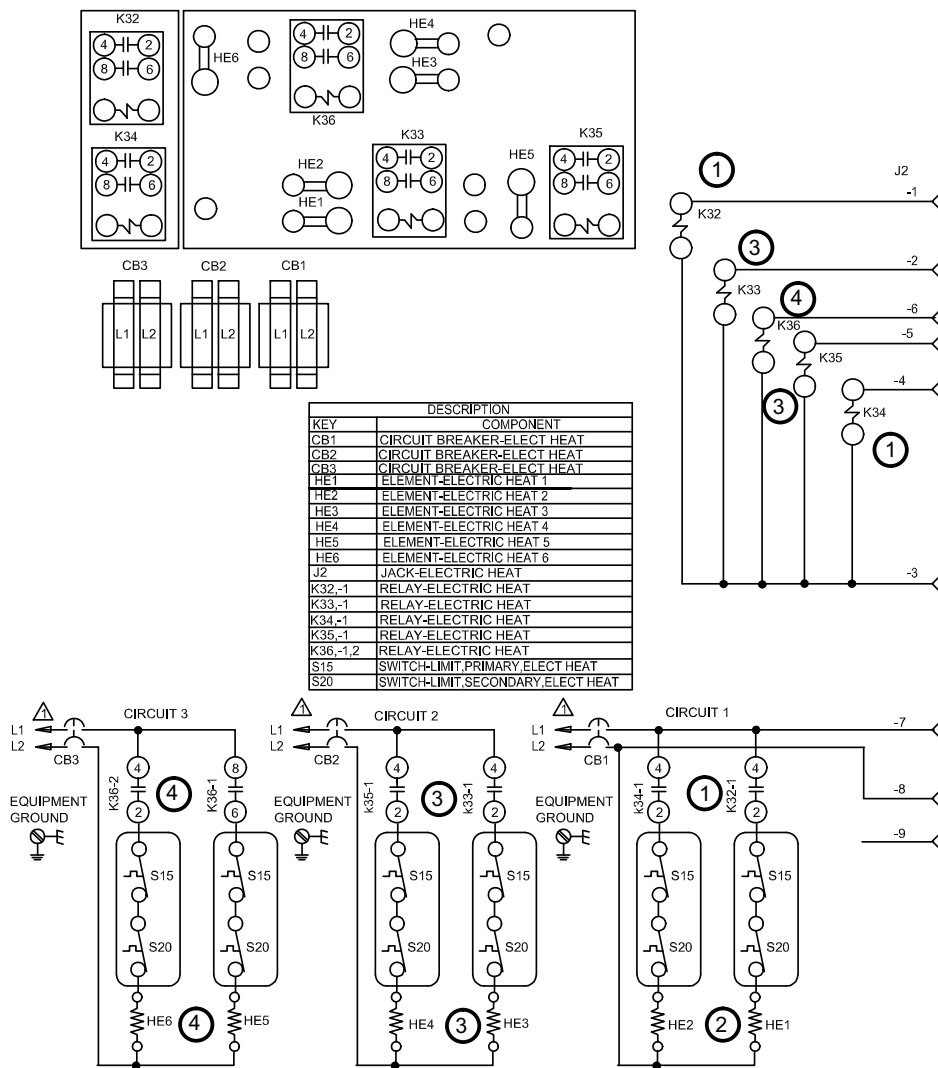 K32
4 2
8 6
K34
4 2
8 6
HE6
4 2
8 6
K36
HE4
HE3
K33
4 2
8 6
HE2
HE1
HE5
K35
4 2
8 6
CB3 CB2 CB1
L1 L2 L1 L2 L1 L2
J2
1
-1
K32
3
-2
K33
4
-6
K36
-5
K35
3
-4
K34
1
-3
DESCRIPTION
KEY COMPONENT
CB1 CIRCUIT BREAKER-ELECT HEAT
CB2 CIRCUIT BREAKER-ELECT HEAT
CB3 CIRCUIT BREAKER-ELECT HEAT
HE1 ELEMENT-ELECTRIC HEAT 1
HE2 ELEMENT-ELECTRIC HEAT 2
HE3 ELEMENT-ELECTRIC HEAT 3
HE4 ELEMENT-ELECTRIC HEAT 4
HE5 ELEMENT-ELECTRIC HEAT 5
HE6 ELEMENT-ELECTRIC HEAT 6
J2 JACK-ELECTRIC HEAT
K32,-1 RELAY-ELECTRIC HEAT
K33,-1 RELAY-ELECTRIC HEAT
K34,-1 RELAY-ELECTRIC HEAT
K35,-1 RELAY-ELECTRIC HEAT
K36,-1,2 RELAY-ELECTRIC HEAT
S15 SWITCH-LIMIT,PRIMARY,ELECT HEAT
S20 SWITCH-LIMIT,SECONDARY,ELECT HEAT
1
CIRCUIT 3
L1
L2
CB3
4 8
K36-2 4 K36-1
2 6
EQUIPMENT
GROUND
S15 S15
S20 S20
HE6 4 HE5
1
CIRCUIT 2
L1
L2
CB2
4 4
k35-1 3 k33-1
2 2
EQUIPMENT
GROUND
S15 S15
S20 S20
HE4 3 HE3
1
CIRCUIT 1
L1
L2
CB1
4 4
k34-1 1 K32-1
2 2
EQUIPMENT
GROUND
S15 S15
S20 S20
HE2 2 HE1
-7
-8
-9